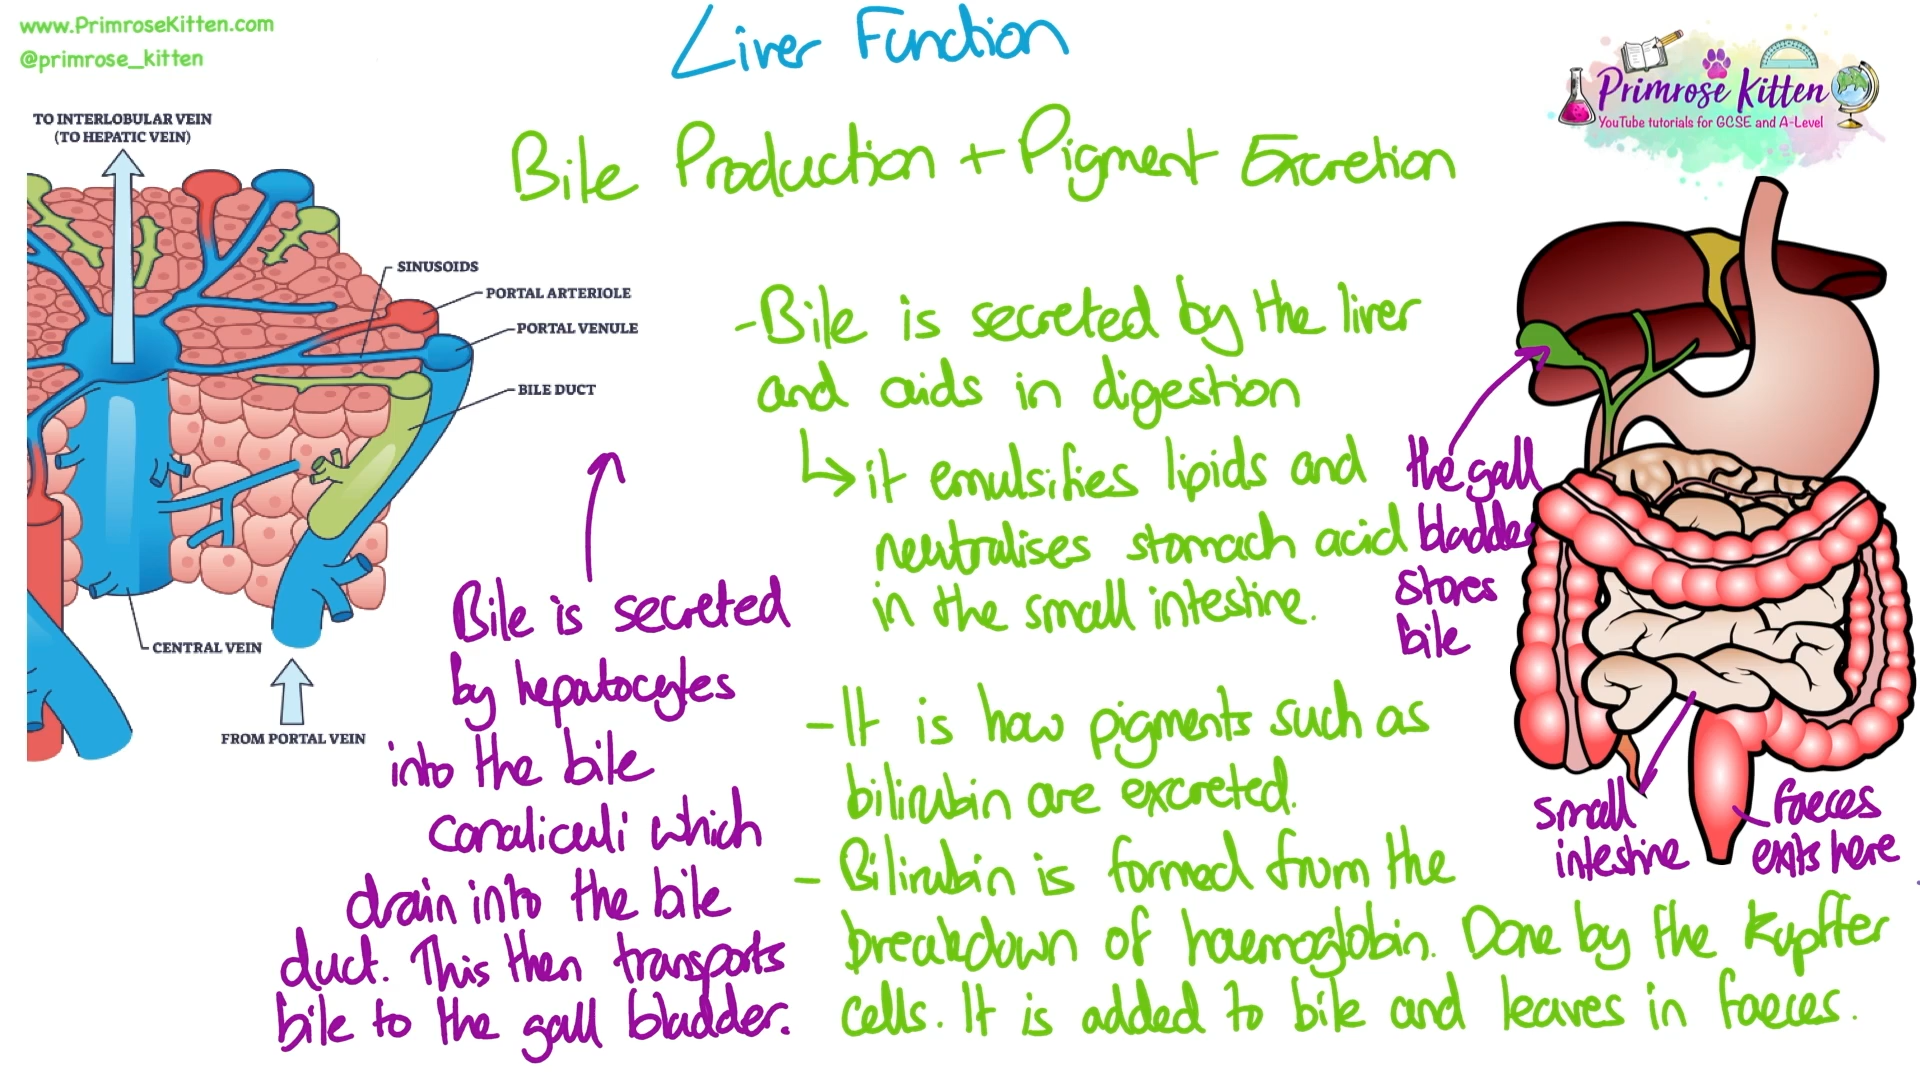 www.PrimroseKitten.com
@primrose_kitten
Liver Function
Primrose Kitten
YouTube tutorials for GCSE and A-Level
Bile Production + Pigment Excretion
TO INTERLOBULAR VEIN
(TO HEPATIC VEIN)
SINUSOIDS
PORTAL ARTERIOLE
PORTAL VENULE
BILE DUCT
CENTRAL VEIN
FROM PORTAL VEIN
Bile is secreted
by hepatocytes
into the bile
canaliculi which
drain into the bile
duct. This then transports
bile to the gall bladder.
-Bile is secreted by the liver
and aids in digestion
↳it emulsifies lipids and
neutralises stomach acid
in the small intestine.
- It is how pigments such as
bilirubin are excreted.
- Bilirubin is formed from the
breakdown of haemoglobin. Done by the Kupffer
cells. It is added to bile and leaves in faeces.
the gall
bladder
stores
bile
small
intestine
faeces
exits here